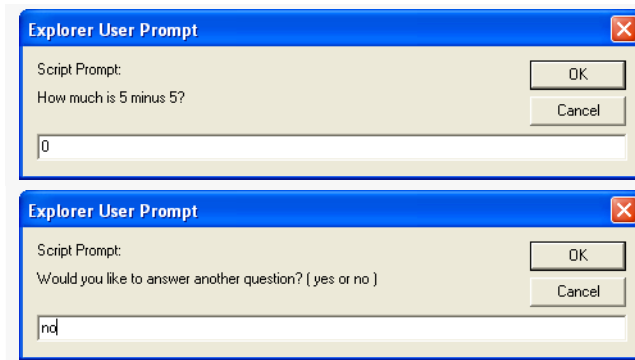 Explorer User Prompt
Script Prompt:
OK
How much is 5 minus 5?
Cancel
0
Explorer User Prompt
Script Prompt:
OK
Would you like to answer another question? ( yes or no )
Cancel
no